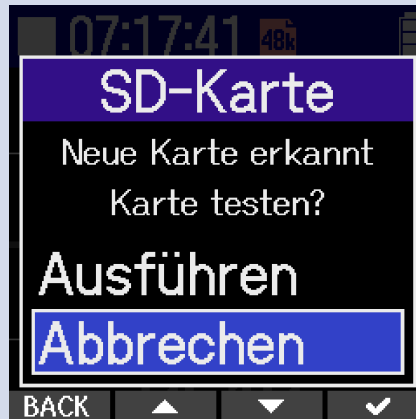 07:17:41 48k
SD-Karte
Neue Karte erkannt
Karte testen?
Ausführen
Abbrechen
BACK